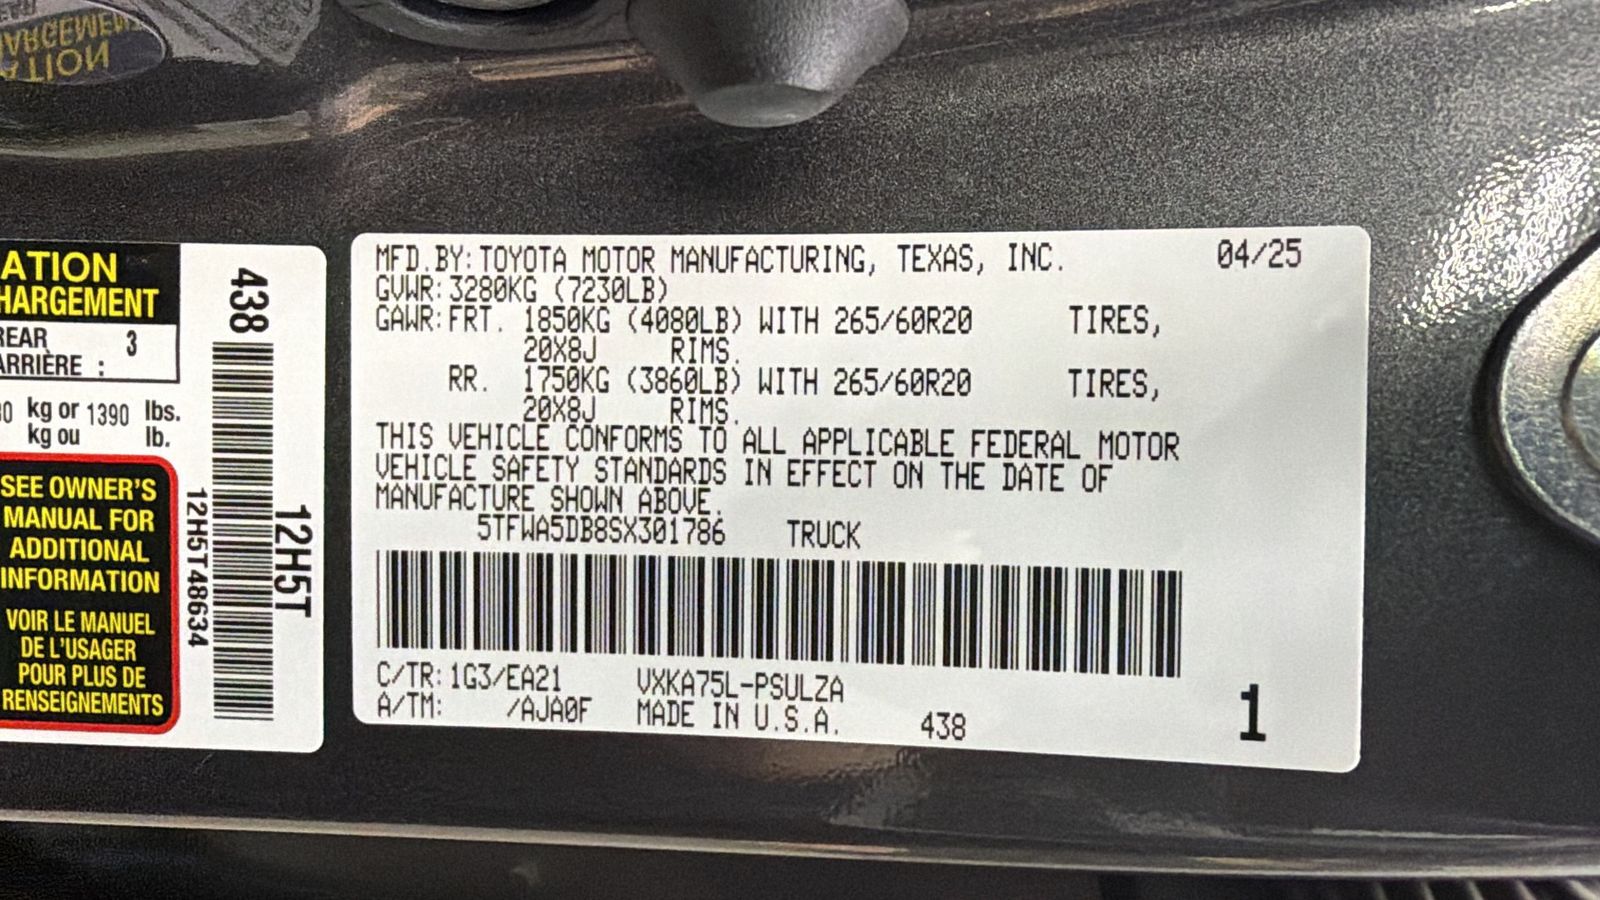 ATION
HARGEMENT
REAR 3
ARRIÈRE :
kg or 1390 lbs.
kg ou lb.
SEE OWNER'S
MANUAL FOR
ADDITIONAL
INFORMATION
VOIR LE MANUEL
DE L'USAGER
POUR PLUS DE
RENSEIGNEMENTS
438
12H5T48634
12H5T
MFD.BY:TOYOTA MOTOR MANUFACTURING, TEXAS, INC. 04/25
GVWR:3280KG (7230LB)
GAWR:FRT. 1850KG (4080LB) WITH 265/60R20 TIRES,
20X8J RIMS.
RR. 1750KG (3860LB) WITH 265/60R20 TIRES,
20X8J RIMS.
THIS VEHICLE CONFORMS TO ALL APPLICABLE FEDERAL MOTOR
VEHICLE SAFETY STANDARDS IN EFFECT ON THE DATE OF
MANUFACTURE SHOWN ABOVE.
5TFWA5DB8SX301786 TRUCK
C/TR:1G3/EA21 VXKA75L-PSULZA
A/TM: /AJA0F MADE IN U.S.A. 438
1